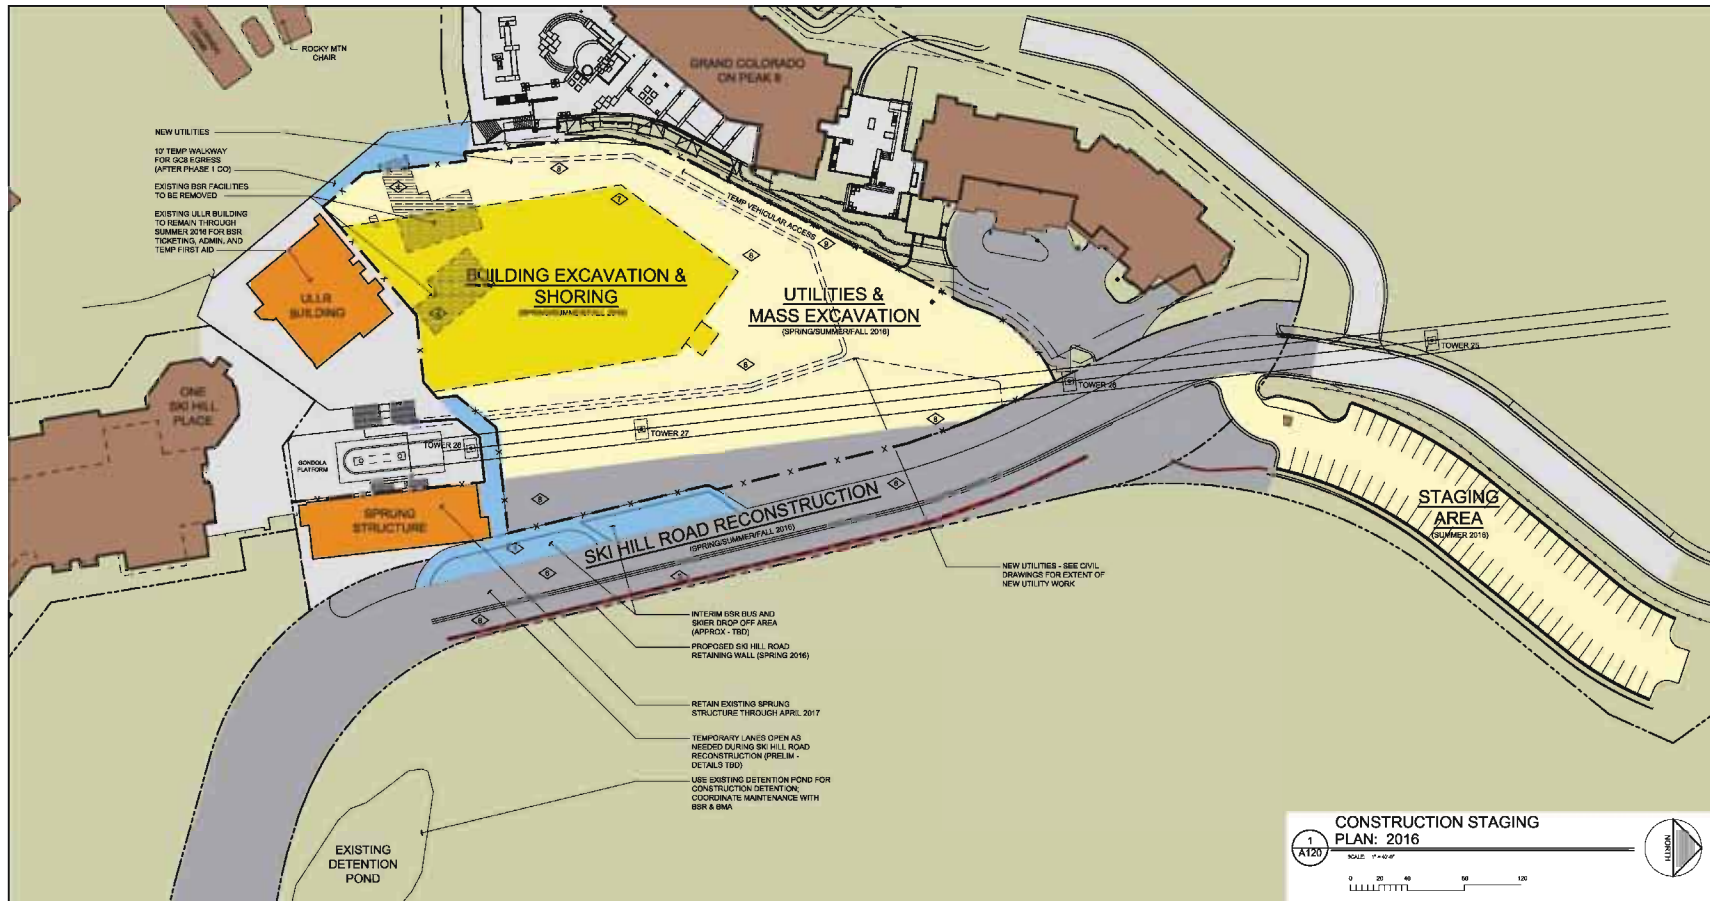 ROCKY MTN
CHAIR
GRAND COLORADO
ON PEAK 8
NEW UTILITIES
10' TEMP WALKWAY
FOR GC8 EGRESS
(AFTER PHASE 1 CO)
EXISTING BSR FACILITIES
TO BE REMOVED
EXISTING ULLR BUILDING
TO REMAIN THROUGH
SUMMER 2016 FOR BSR
TICKETING, ADMIN, AND
TEMP FIRST AID
TEMP VEHICULAR ACCESS
BUILDING EXCAVATION &
SHORING
(SPRING/SUMMER/FALL 2016)
UTILITIES &
MASS EXCAVATION
(SPRING/SUMMER/FALL 2016)
ULLR
BUILDING
TOWER 25
TOWER 26
ONE
SKI HILL
PLACE
TOWER 27
TOWER 28
GONDOLA
PLATFORM
SPRUNG
STRUCTURE
SKI HILL ROAD RECONSTRUCTION
(SPRING/SUMMER/FALL 2016)
STAGING
AREA
(SUMMER 2016)
NEW UTILITIES - SEE CIVIL
DRAWINGS FOR EXTENT OF
NEW UTILITY WORK
INTERIM BSR BUS AND
SKIER DROP OFF AREA
(APPROX - TBD)
PROPOSED SKI HILL ROAD
RETAINING WALL (SPRING 2016)
RETAIN EXISTING SPRUNG
STRUCTURE THROUGH APRIL 2017
TEMPORARY LANES OPEN AS
NEEDED DURING SKI HILL ROAD
RECONSTRUCTION (PRELIM -
DETAILS TBD)
USE EXISTING DETENTION POND FOR
CONSTRUCTION DETENTION;
COORDINATE MAINTENANCE WITH
BSR & BMA
EXISTING
DETENTION
POND
1
A120
CONSTRUCTION STAGING
PLAN: 2016
SCALE: 1" = 40'-0"
0 20 40 80 120
NORTH